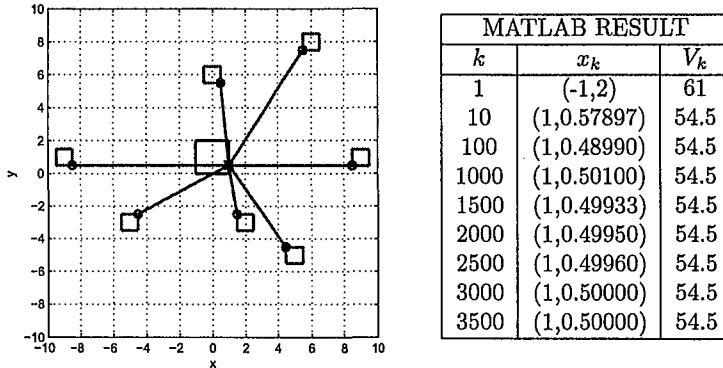 10
8
6
4
2
0
−2
−4
−6
−8
−10
y
−10 −8 −6 −4 −2 0 2 4 6 8 10
x
MATLAB RESULT
k x_k V_k
1 (-1,2) 61
10 (1,0.57897) 54.5
100 (1,0.48990) 54.5
1000 (1,0.50100) 54.5
1500 (1,0.49933) 54.5
2000 (1,0.49950) 54.5
2500 (1,0.49960) 54.5
3000 (1,0.50000) 54.5
3500 (1,0.50000) 54.5